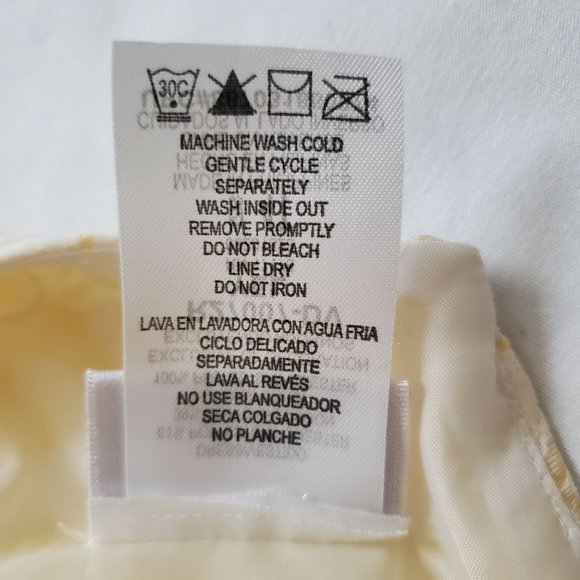 30C
MACHINE WASH COLD
GENTLE CYCLE
SEPARATELY
WASH INSIDE OUT
REMOVE PROMPTLY
DO NOT BLEACH
LINE DRY
DO NOT IRON
LAVA EN LAVADORA CON AGUA FRIA
CICLO DELICADO
SEPARADAMENTE
LAVA AL REVÉS
NO USE BLANQUEADOR
SECA COLGADO
NO PLANCHE